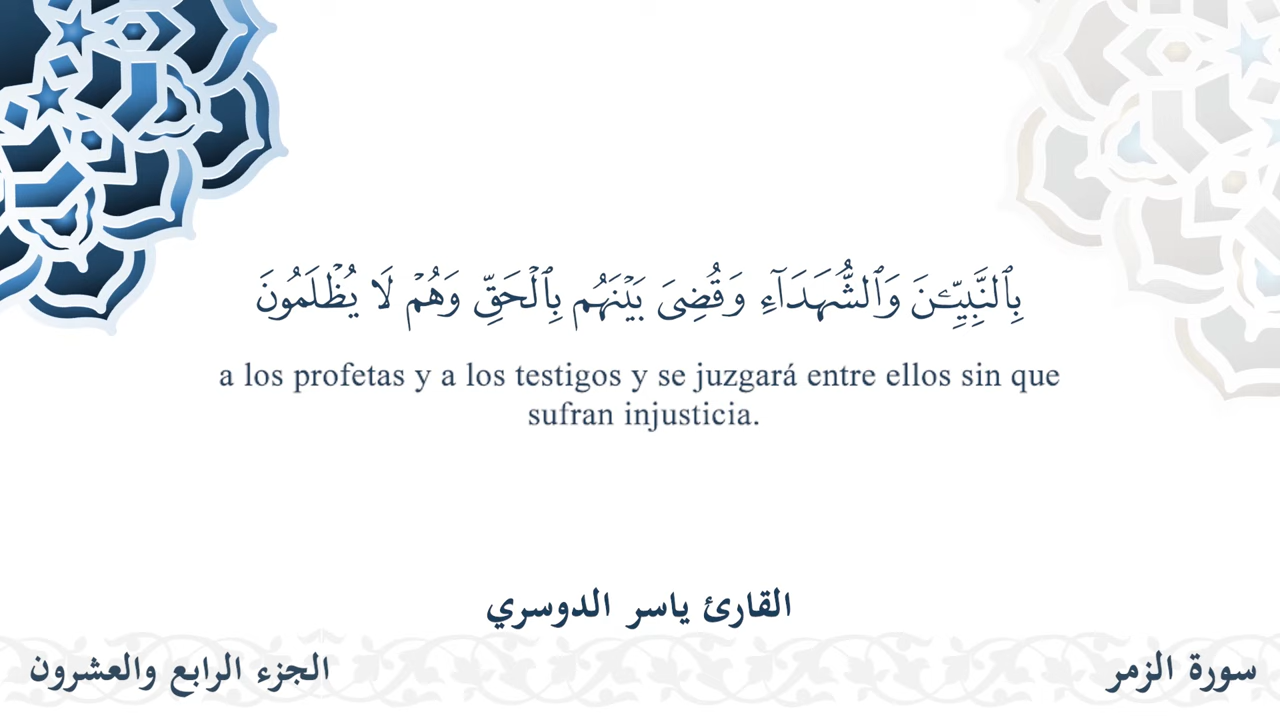 بِٱلنَّبِيِّـۧنَ وَٱلشُّهَدَآءِ وَقُضِىَ بَيْنَهُم بِٱلْحَقِّ وَهُمْ لَا يُظْلَمُونَ
a los profetas y a los testigos y se juzgará entre ellos sin que
sufran injusticia.
القارئ ياسر الدوسري
سورة الزمر
الجزء الرابع والعشرون